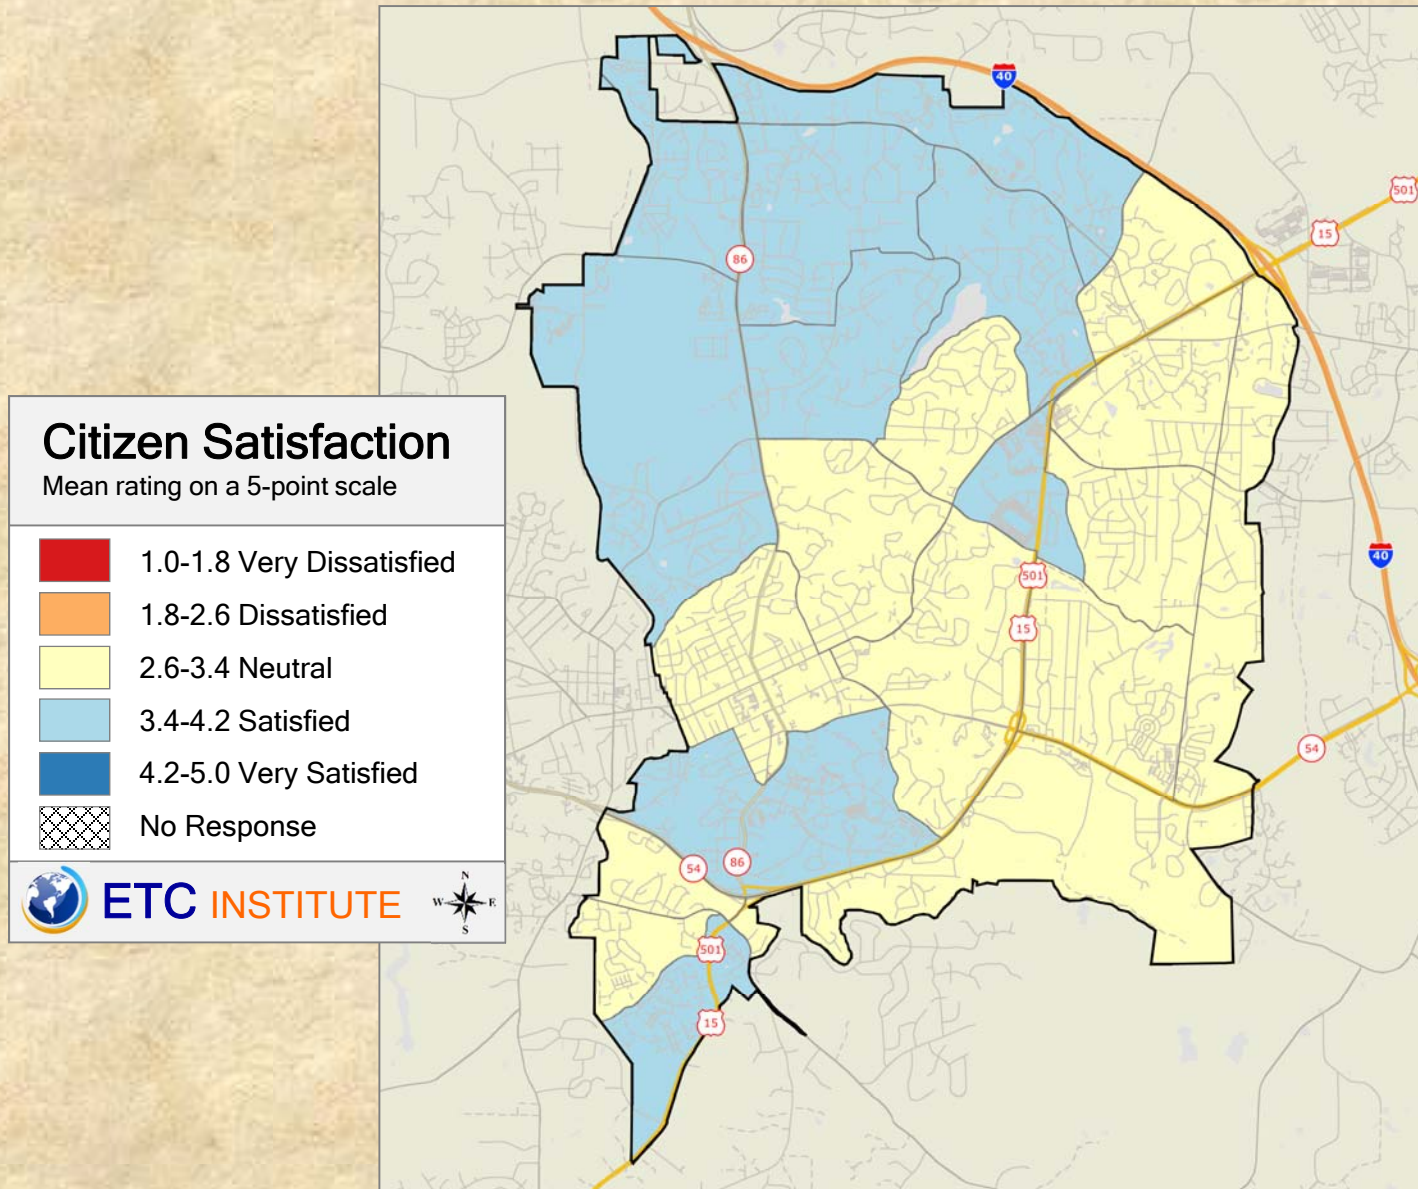 40
501
15
86
Citizen Satisfaction
Mean rating on a 5-point scale
1.0-1.8 Very Dissatisfied
1.8-2.6 Dissatisfied
2.6-3.4 Neutral
3.4-4.2 Satisfied
4.2-5.0 Very Satisfied
No Response
ETC INSTITUTE
N
W E
S
40
501
15
54
54
86
501
15